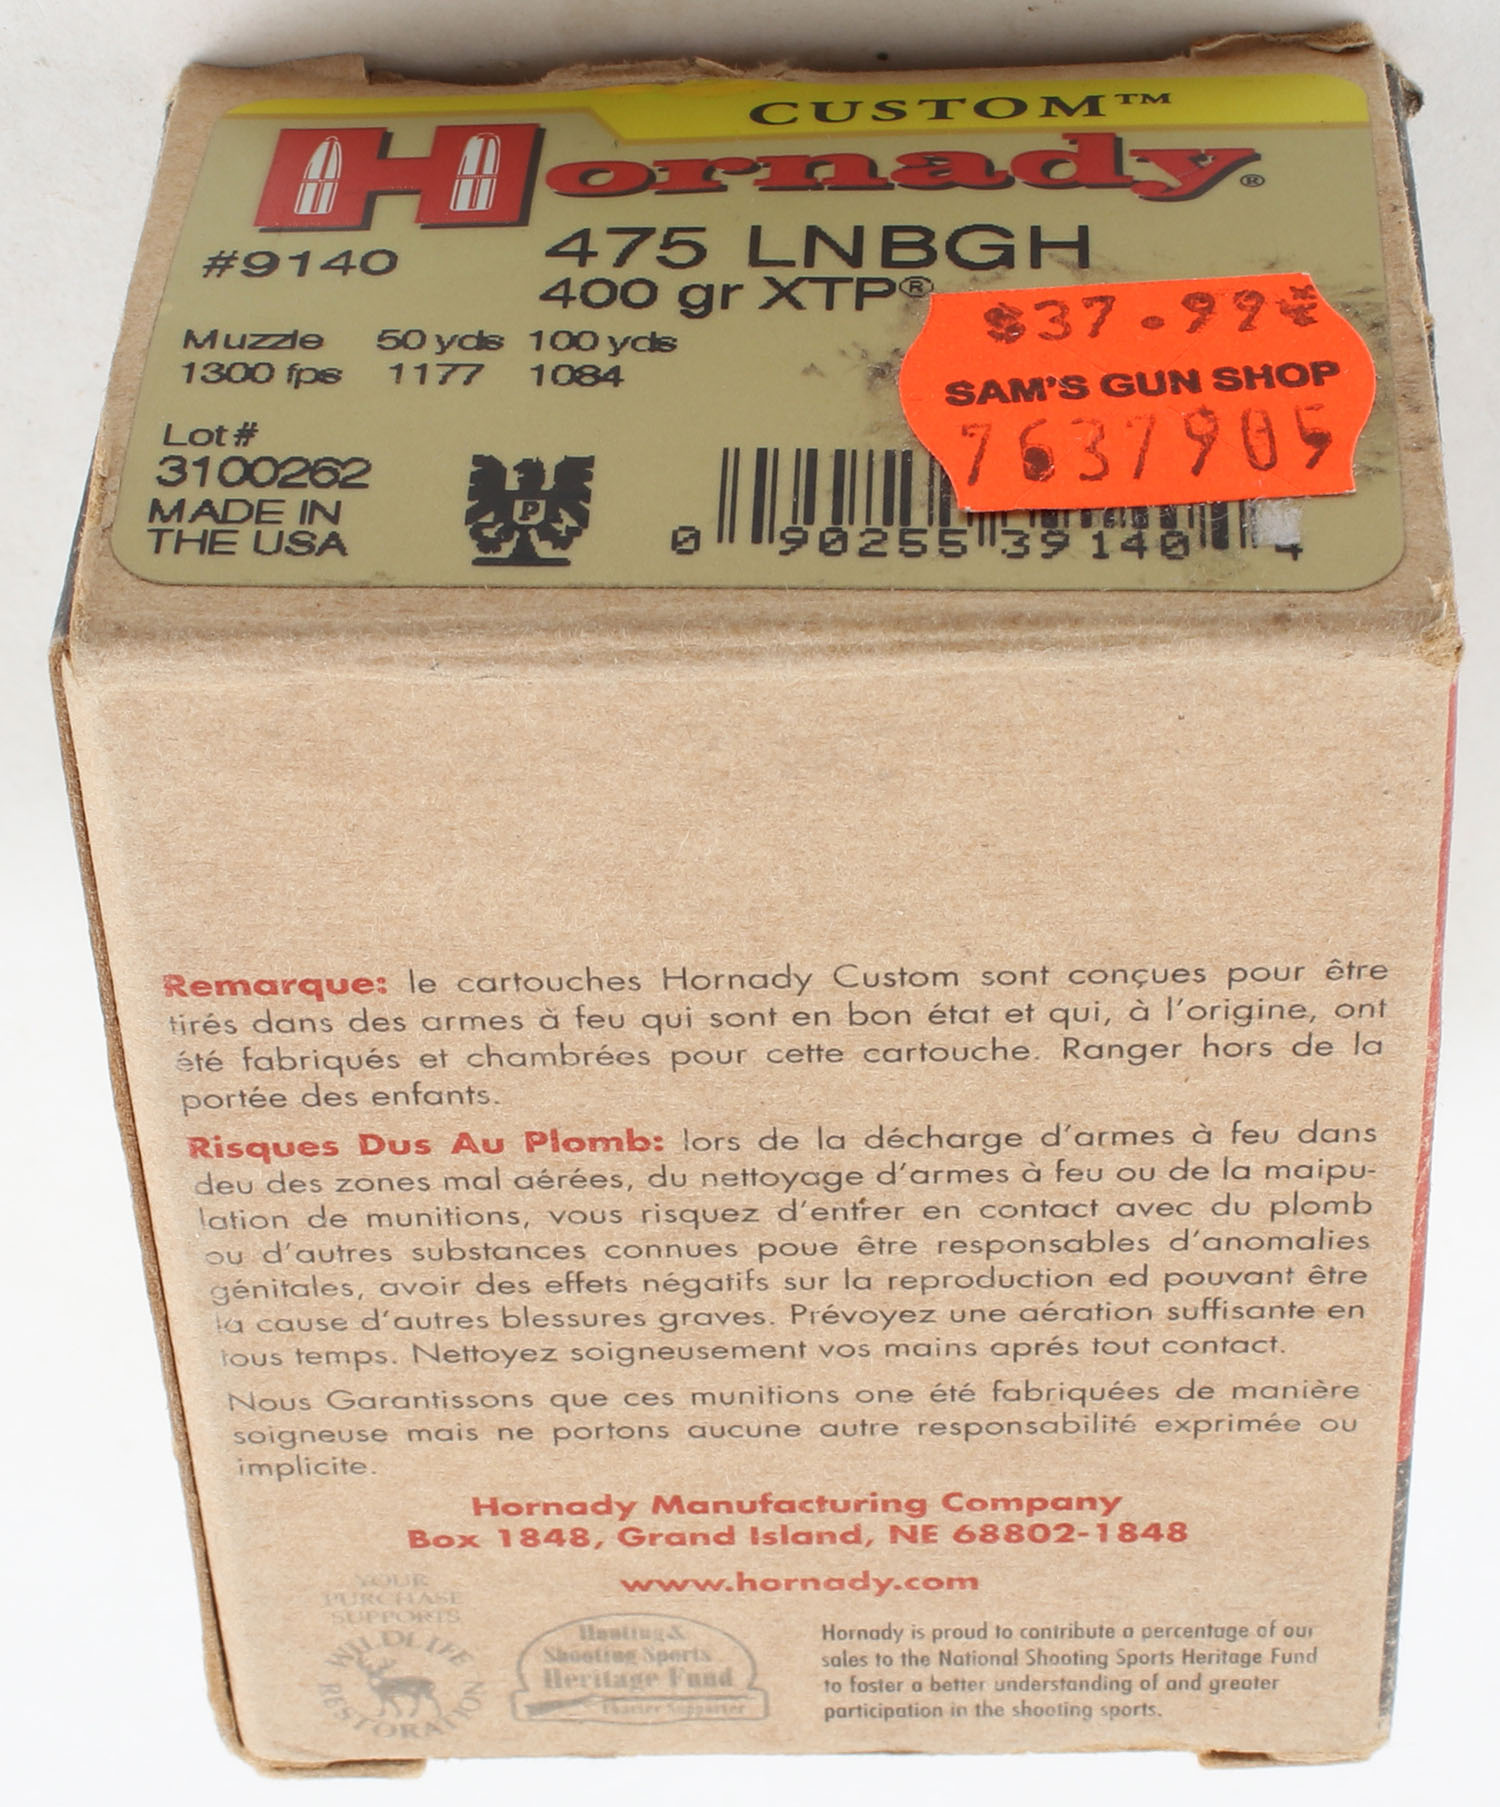 CUSTOM™
Hornady®
#9140
475 LNBGH
400 gr XTP®
$37.99
SAM'S GUN SHOP
7637905
Muzzle 50 yds 100 yds
1300 fps 1177 1084
Lot#
3100262
MADE IN
THE USA
P
0 90255 39140 4
Remarque: le cartouches Hornady Custom sont conçues pour être
tirés dans des armes à feu qui sont en bon état et qui, à l'origine, ont
été fabriqués et chambrées pour cette cartouche. Ranger hors de la
portée des enfants.
Risques Dus Au Plomb: lors de la décharge d'armes à feu dans
deu des zones mal aérées, du nettoyage d'armes à feu ou de la maipu-
lation de munitions, vous risquez d'entrer en contact avec du plomb
ou d'autres substances connues poue être responsables d'anomalies
génitales, avoir des effets négatifs sur la reproduction ed pouvant être
la cause d'autres blessures graves. Prévoyez une aération suffisante en
tous temps. Nettoyez soigneusement vos mains aprés tout contact.
Nous Garantissons que ces munitions one été fabriquées de manière
soigneuse mais ne portons aucune autre responsabilité exprimée ou
implicite.
Hornady Manufacturing Company
Box 1848, Grand Island, NE 68802-1848
www.hornady.com
YOUR
PURCHASE
SUPPORTS
WILDLIFE
RESTORATION
Hunting &
Shooting Sports
Heritage Fund
Charter Supporter
Hornady is proud to contribute a percentage of our
sales to the National Shooting Sports Heritage Fund
to foster a better understanding of and greater
participation in the shooting sports.